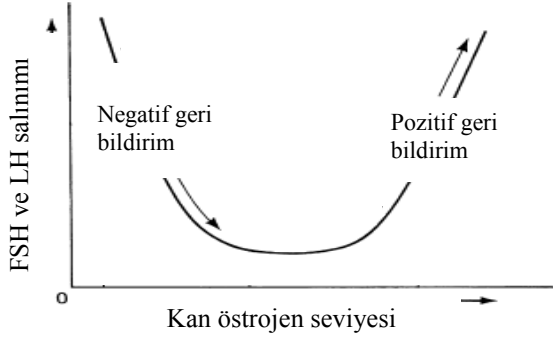 FSH ve LH salınımı
Negatif geri
bildirim
Pozitif geri
bildirim
O
Kan östrojen seviyesi